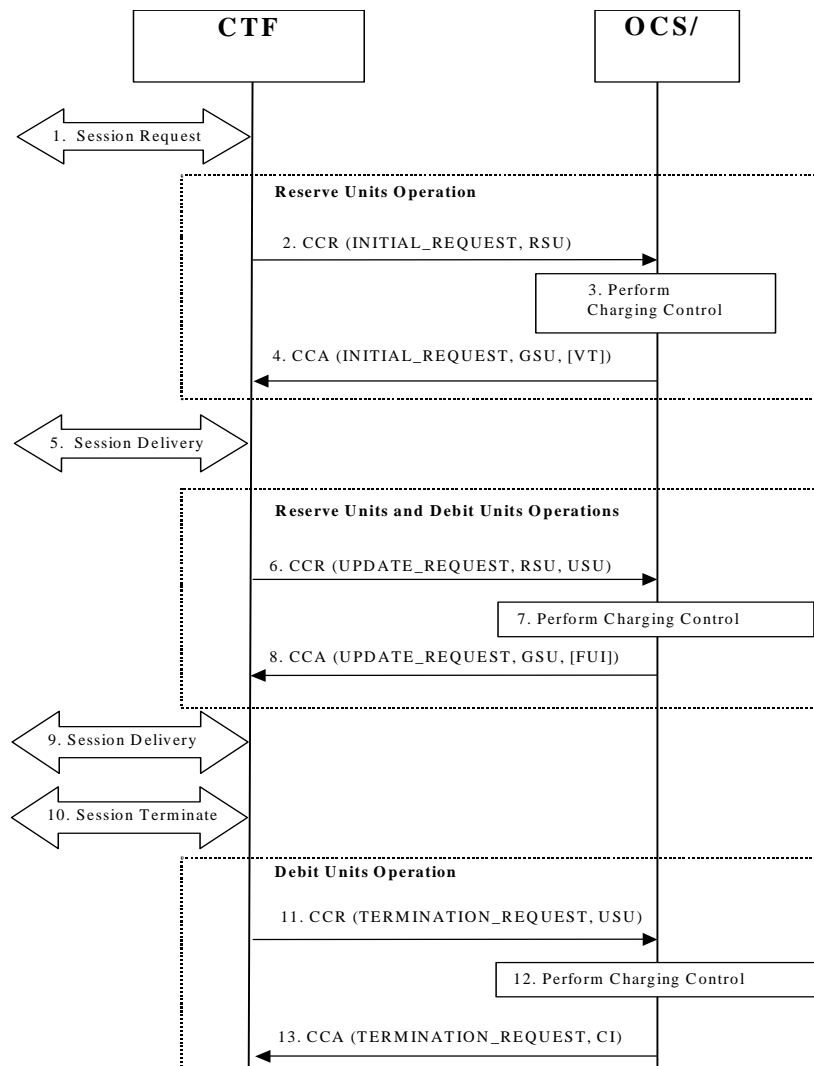 CTF
OCS/
1. Session Request
Reserve Units Operation
2. CCR (INITIAL_REQUEST, RSU)
3. Perform
Charging Control
4. CCA (INITIAL_REQUEST, GSU, [VT])
5. Session Delivery
Reserve Units and Debit Units Operations
6. CCR (UPDATE_REQUEST, RSU, USU)
7. Perform Charging Control
8. CCA (UPDATE_REQUEST, GSU, [FUI])
9. Session Delivery
10. Session Terminate
Debit Units Operation
11. CCR (TERMINATION_REQUEST, USU)
12. Perform Charging Control
13. CCA (TERMINATION_REQUEST, CI)